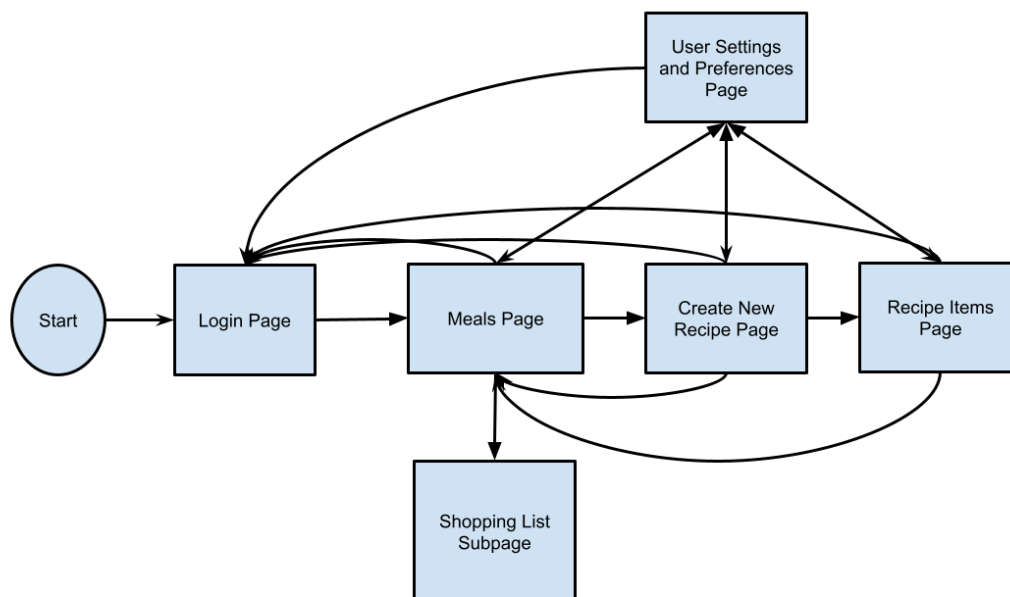 User Settings
and Preferences
Page
Start
Login Page
Meals Page
Create New
Recipe Page
Recipe Items
Page
Shopping List
Subpage